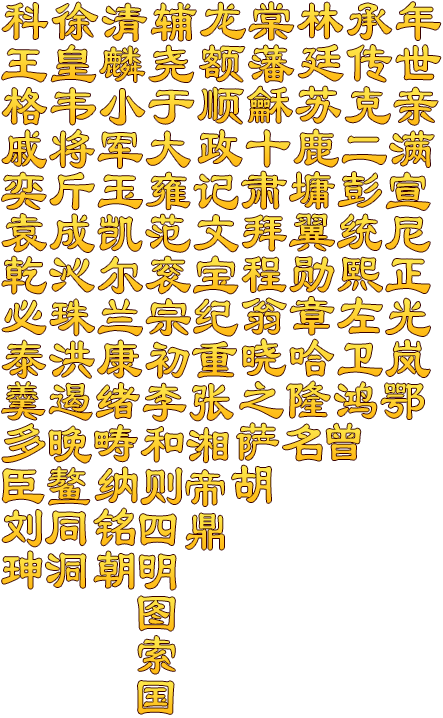 科徐清辅龙棠林承年
王皇麟尧额藩廷传世
格韦小于顺龢苏克亲
戚将军大政十鹿二满
奕斤玉雍记肃墉彭宣
袁成凯范文拜翼统尼
乾沁尔衮宝程勋熙正
必珠兰宗纪翁章左光
泰洪康初重晓哈卫岚
羹遏绪李张之隆鸿鄂
多晚畴和湘萨名曾
臣鳌纳则帝胡
刘同铭四鼎
珅洞朝明
图
索
国